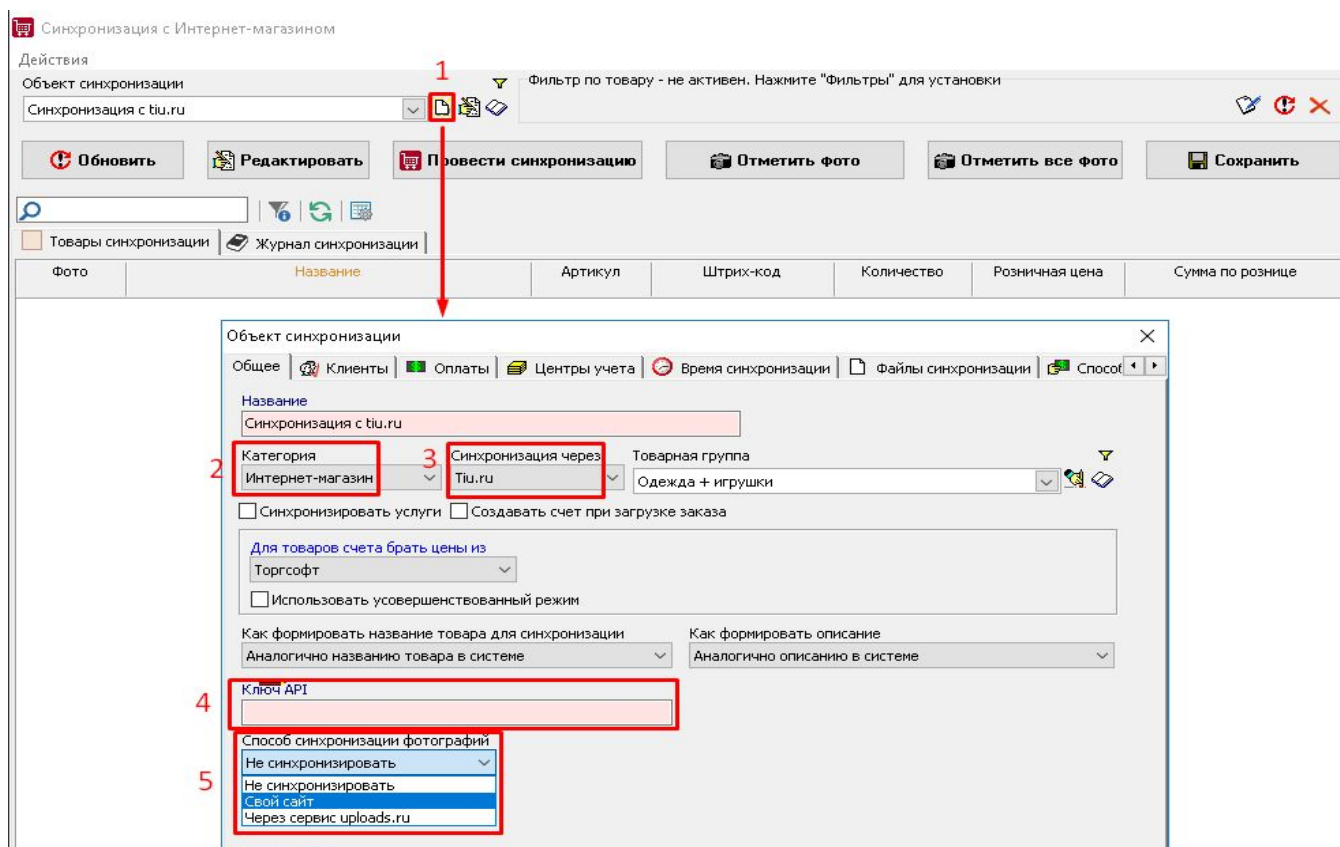 Синхронизация с Интернет-магазином
Действия
1
Объект синхронизации
Фильтр по товару - не активен. Нажмите "Фильтры" для установки
Синхронизация с tiu.ru
Обновить Редактировать Провести синхронизацию Отметить фото Отметить все фото Сохранить
Товары синхронизации Журнал синхронизации
Фото Название Артикул Штрих-код Количество Розничная цена Сумма по рознице
Объект синхронизации
Общее Клиенты Оплаты Центры учета Время синхронизации Файлы синхронизации Способ
Название
Синхронизация с tiu.ru
2 Категория 3 Синхронизация через Товарная группа
Интернет-магазин Tiu.ru Одежда + игрушки
Синхронизировать услуги Создавать счет при загрузке заказа
Для товаров счета брать цены из
Торгсофт
Использовать усовершенствованный режим
Как формировать название товара для синхронизации Как формировать описание
Аналогично названию товара в системе Аналогично описанию в системе
4 Ключ API
Способ синхронизации фотографий
Не синхронизировать
5 Не синхронизировать
Свой сайт
Через сервис uploads.ru